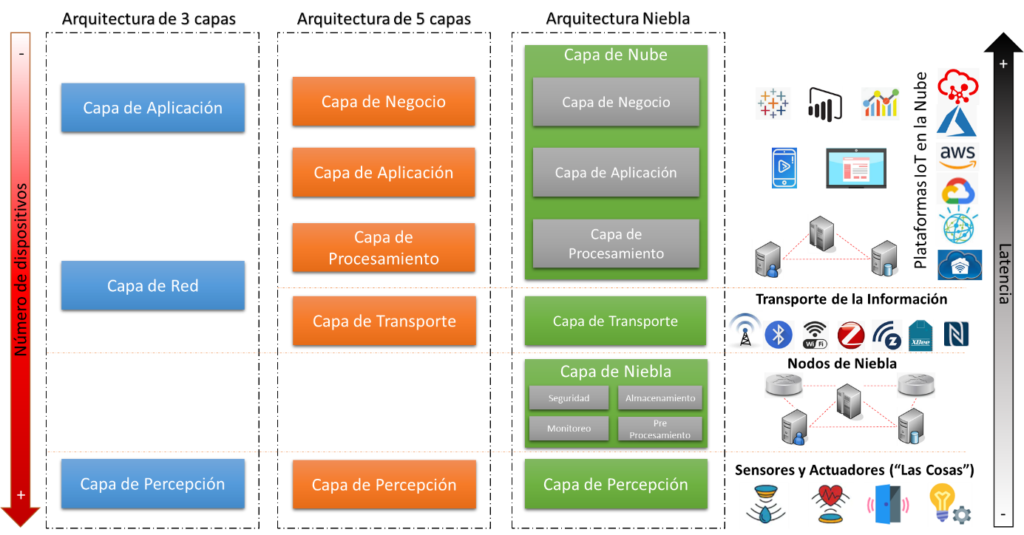 Arquitectura de 3 capas
Arquitectura de 5 capas
Arquitectura Niebla
-
Número de dispositivos
+
Capa de Aplicación
Capa de Red
Capa de Percepción
Capa de Negocio
Capa de Aplicación
Capa de
Procesamiento
Capa de Transporte
Capa de Percepción
Capa de Nube
Capa de Negocio
Capa de Aplicación
Capa de
Procesamiento
Capa de Transporte
Capa de Niebla
Seguridad
Almacenamiento
Monitoreo
Pre
Procesamiento
Capa de Percepción
Plataformas IoT en la Nube
aws
Transporte de la Información
Wi Fi
Z
XBee
N
Nodos de Niebla
Sensores y Actuadores (“Las Cosas”)
+
Latencia
-